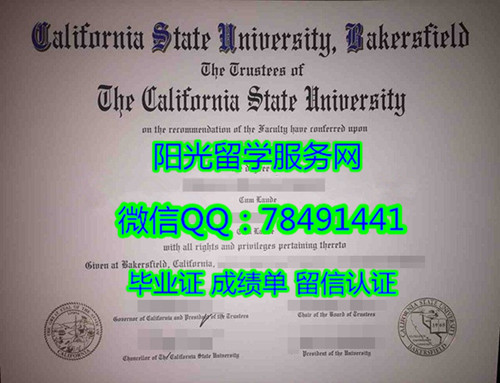 California State University, Bakersfield
The Trustees of
The California State University
on the recommendation of the Faculty have conferred upon
阳光留学服务网
Cum Laude
微信QQ：78491441
with all rights and privileges pertaining thereto
Given at Bakersfield, California,
毕业证 成绩单 留信认证
Governor of California and President of the Trustees
Chair of the Board of Trustees
Chancellor of The California State University
President of the University
CALIFORNIA STATE UNIVERSITY
BAKERSFIELD